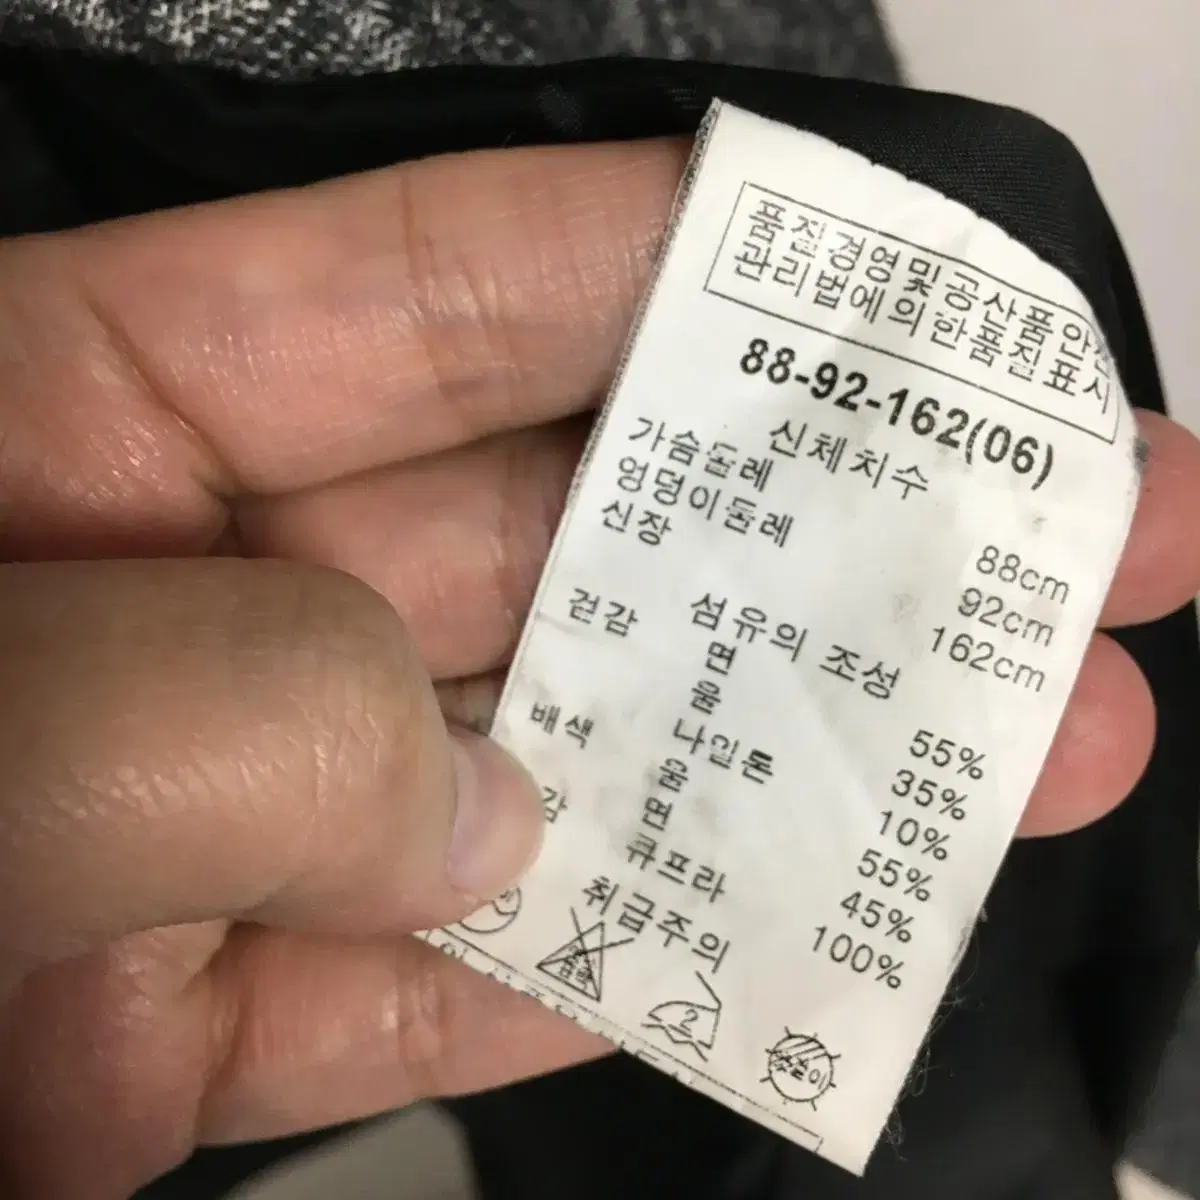 품질경영및공산품안전
관리법에의한품질표시
88-92-162(06)
신체치수
가슴둘레 88cm
엉덩이둘레 92cm
신장 162cm
섬유의 조성
겉감 면 55%
울 35%
나일론 10%
배색 울 55%
면 45%
감 큐프라 100%
취급주의